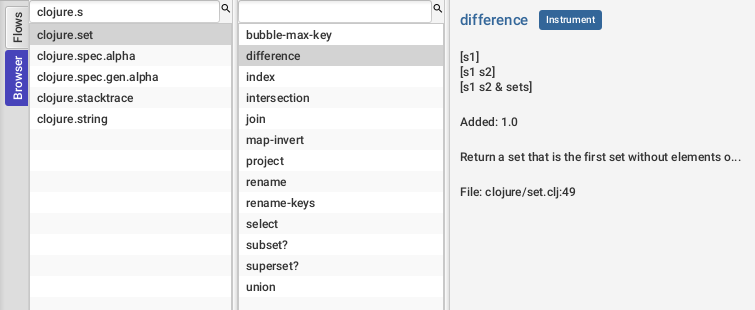 Flows
Browser
clojure.s
clojure.set
clojure.spec.alpha
clojure.spec.gen.alpha
clojure.stacktrace
clojure.string
bubble-max-key
difference
index
intersection
join
map-invert
project
rename
rename-keys
select
subset?
superset?
union
difference Instrument
[s1]
[s1 s2]
[s1 s2 & sets]
Added: 1.0
Return a set that is the first set without elements o...
File: clojure/set.clj:49